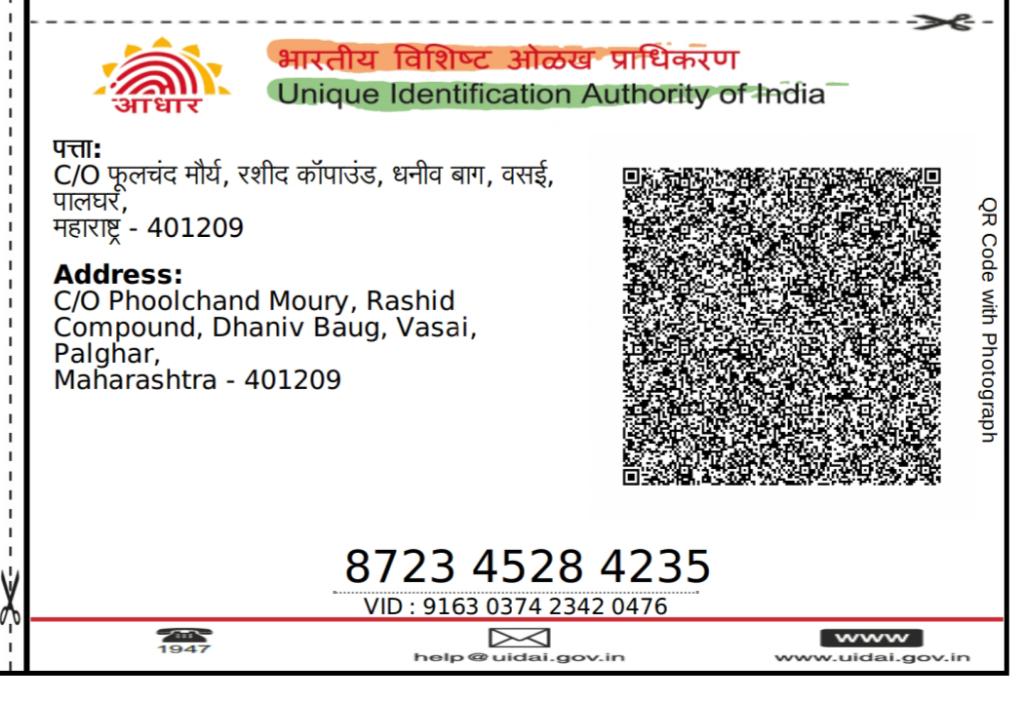 आधार
भारतीय विशिष्ट ओळख प्राधिकरण
Unique Identification Authority of India
पत्ता:
C/O फूलचंद मौर्य, रशीद कॉपाउंड, धनीव बाग, वसई,
पालघर,
महाराष्ट्र - 401209
Address:
C/O Phoolchand Moury, Rashid
Compound, Dhaniv Baug, Vasai,
Palghar,
Maharashtra - 401209
QR Code with Photograph
8723 4528 4235
VID : 9163 0374 2342 0476
1947
help@uidai.gov.in
www
www.uidai.gov.in